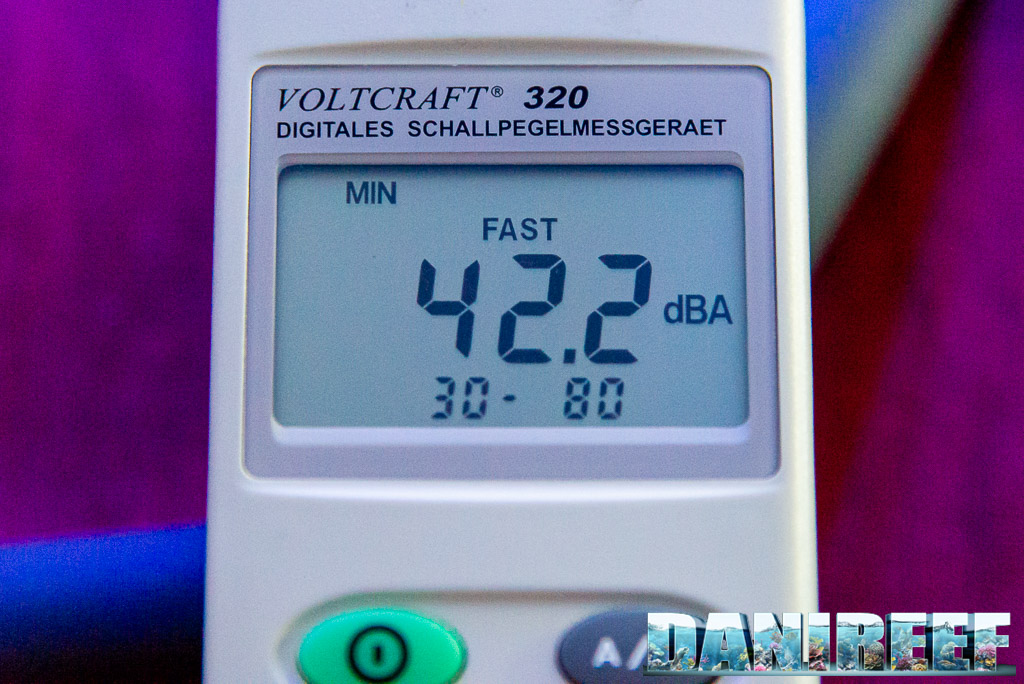 VOLTCRAFT® 320
DIGITALES SCHALLPEGELMESSGERAET
MIN
FAST
42.2 dBA
30 - 80
A/
DANIREEF